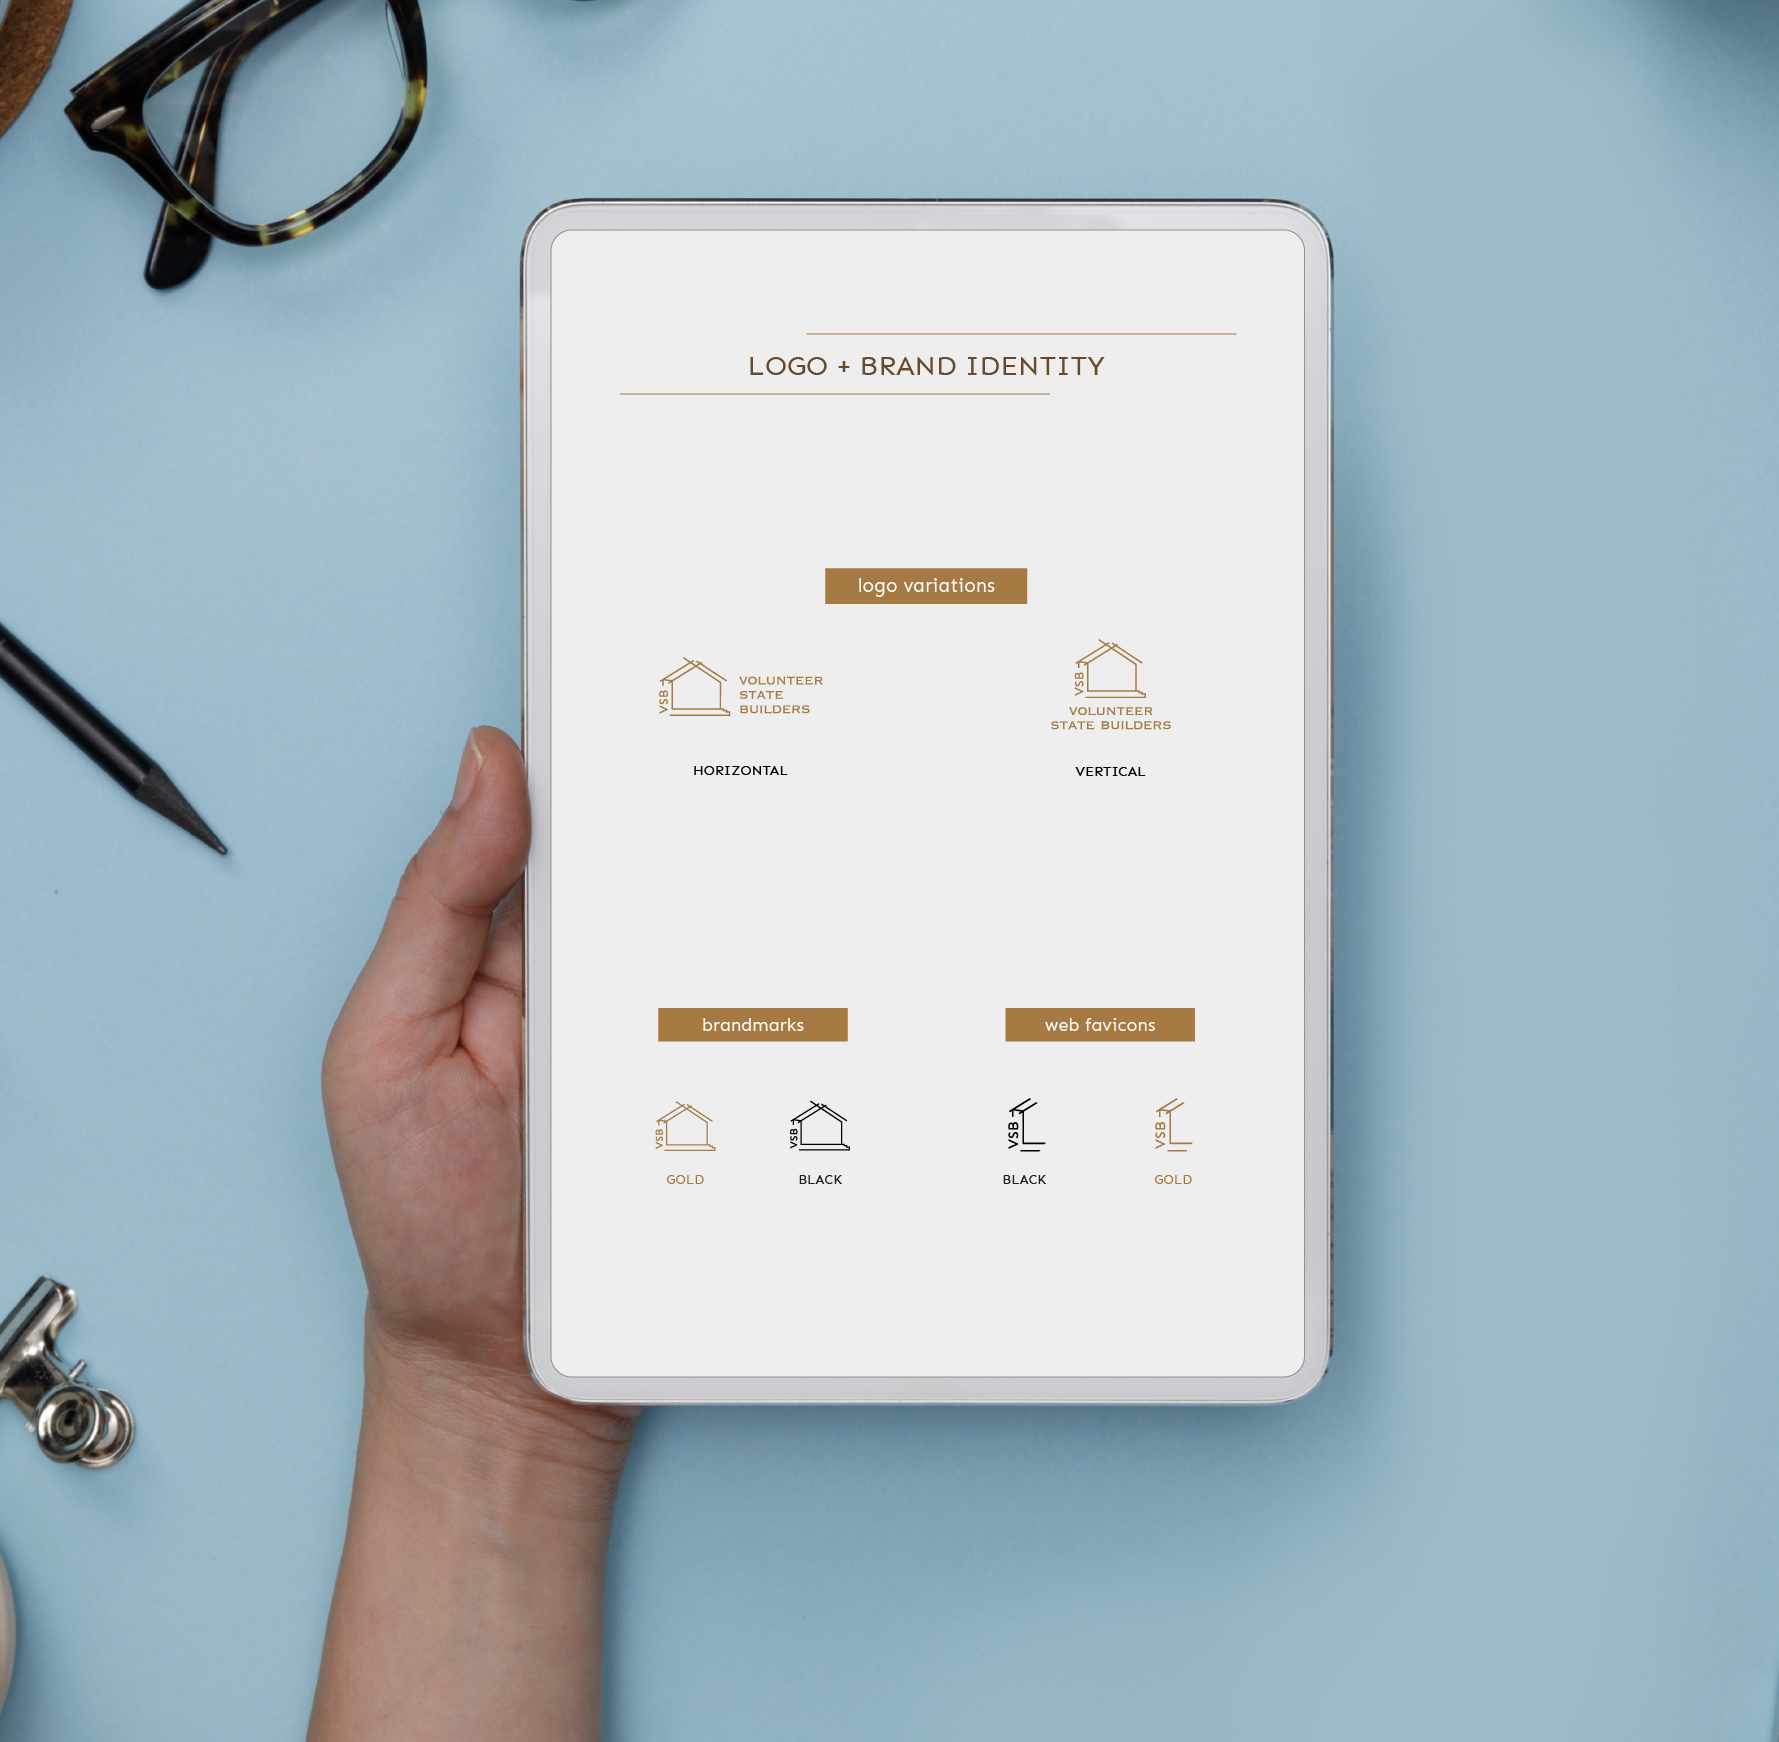 LOGO + BRAND IDENTITY
logo variations
VSB
VOLUNTEER
STATE
BUILDERS
HORIZONTAL
VSB
VOLUNTEER
STATE BUILDERS
VERTICAL
brandmarks
VSB
GOLD
VSB
BLACK
web favicons
VSB
BLACK
VSB
GOLD